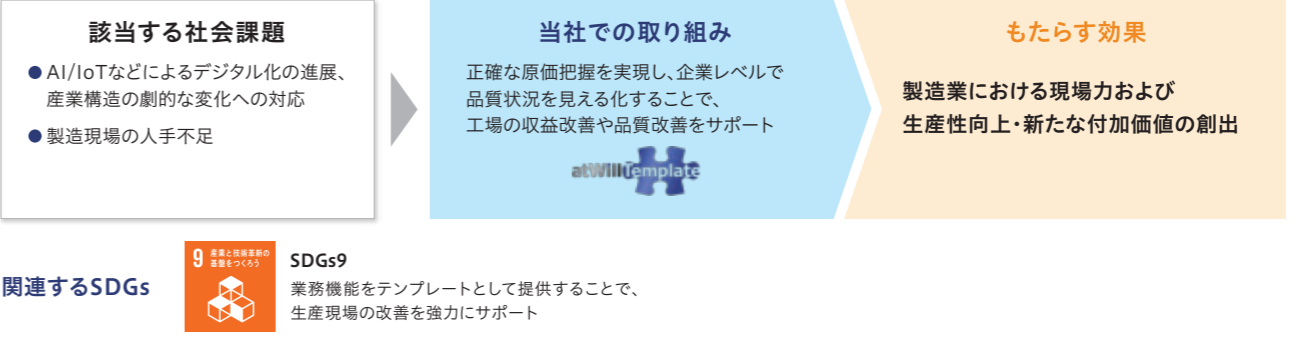 該当する社会課題
● AI/IoTなどによるデジタル化の進展、
産業構造の劇的な変化への対応
● 製造現場の人手不足
当社での取り組み
正確な原価把握を実現し、企業レベルで
品質状況を見える化することで、
工場の収益改善や品質改善をサポート
atWill Template
もたらす効果
製造業における現場力および
生産性向上・新たな付加価値の創出
関連するSDGs
9 産業と技術革新の
基盤をつくろう
SDGs9
業務機能をテンプレートとして提供することで、
生産現場の改善を強力にサポート